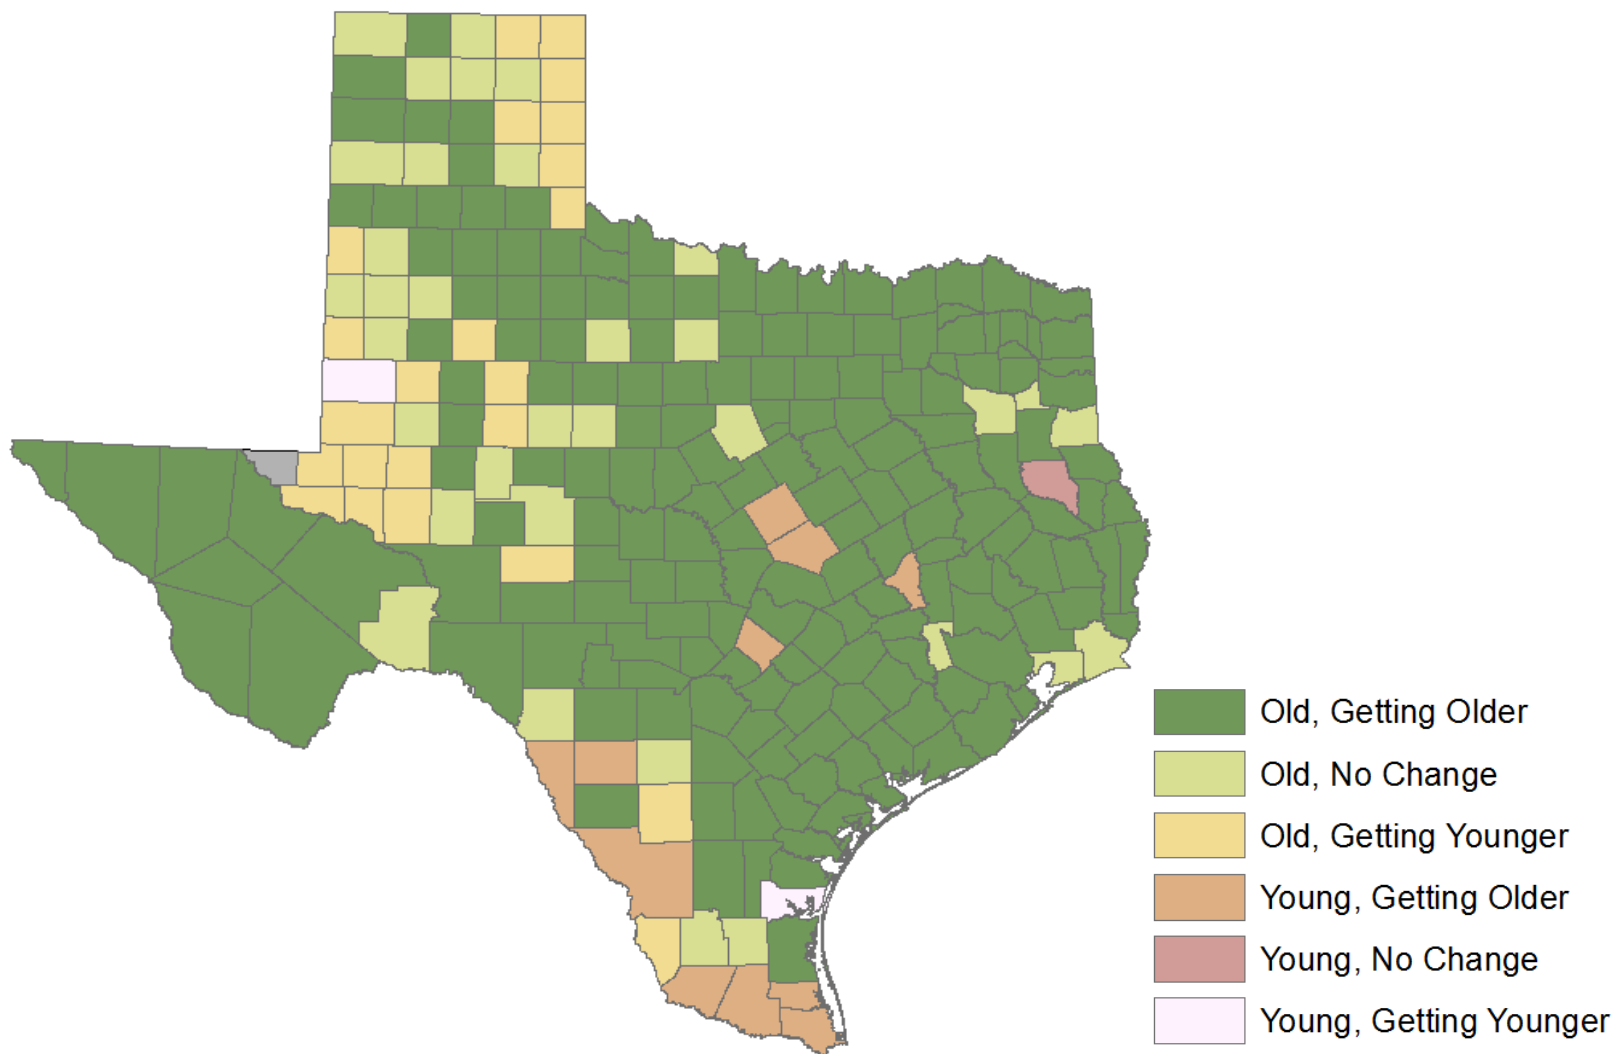 Old, Getting Older
Old, No Change
Old, Getting Younger
Young, Getting Older
Young, No Change
Young, Getting Younger